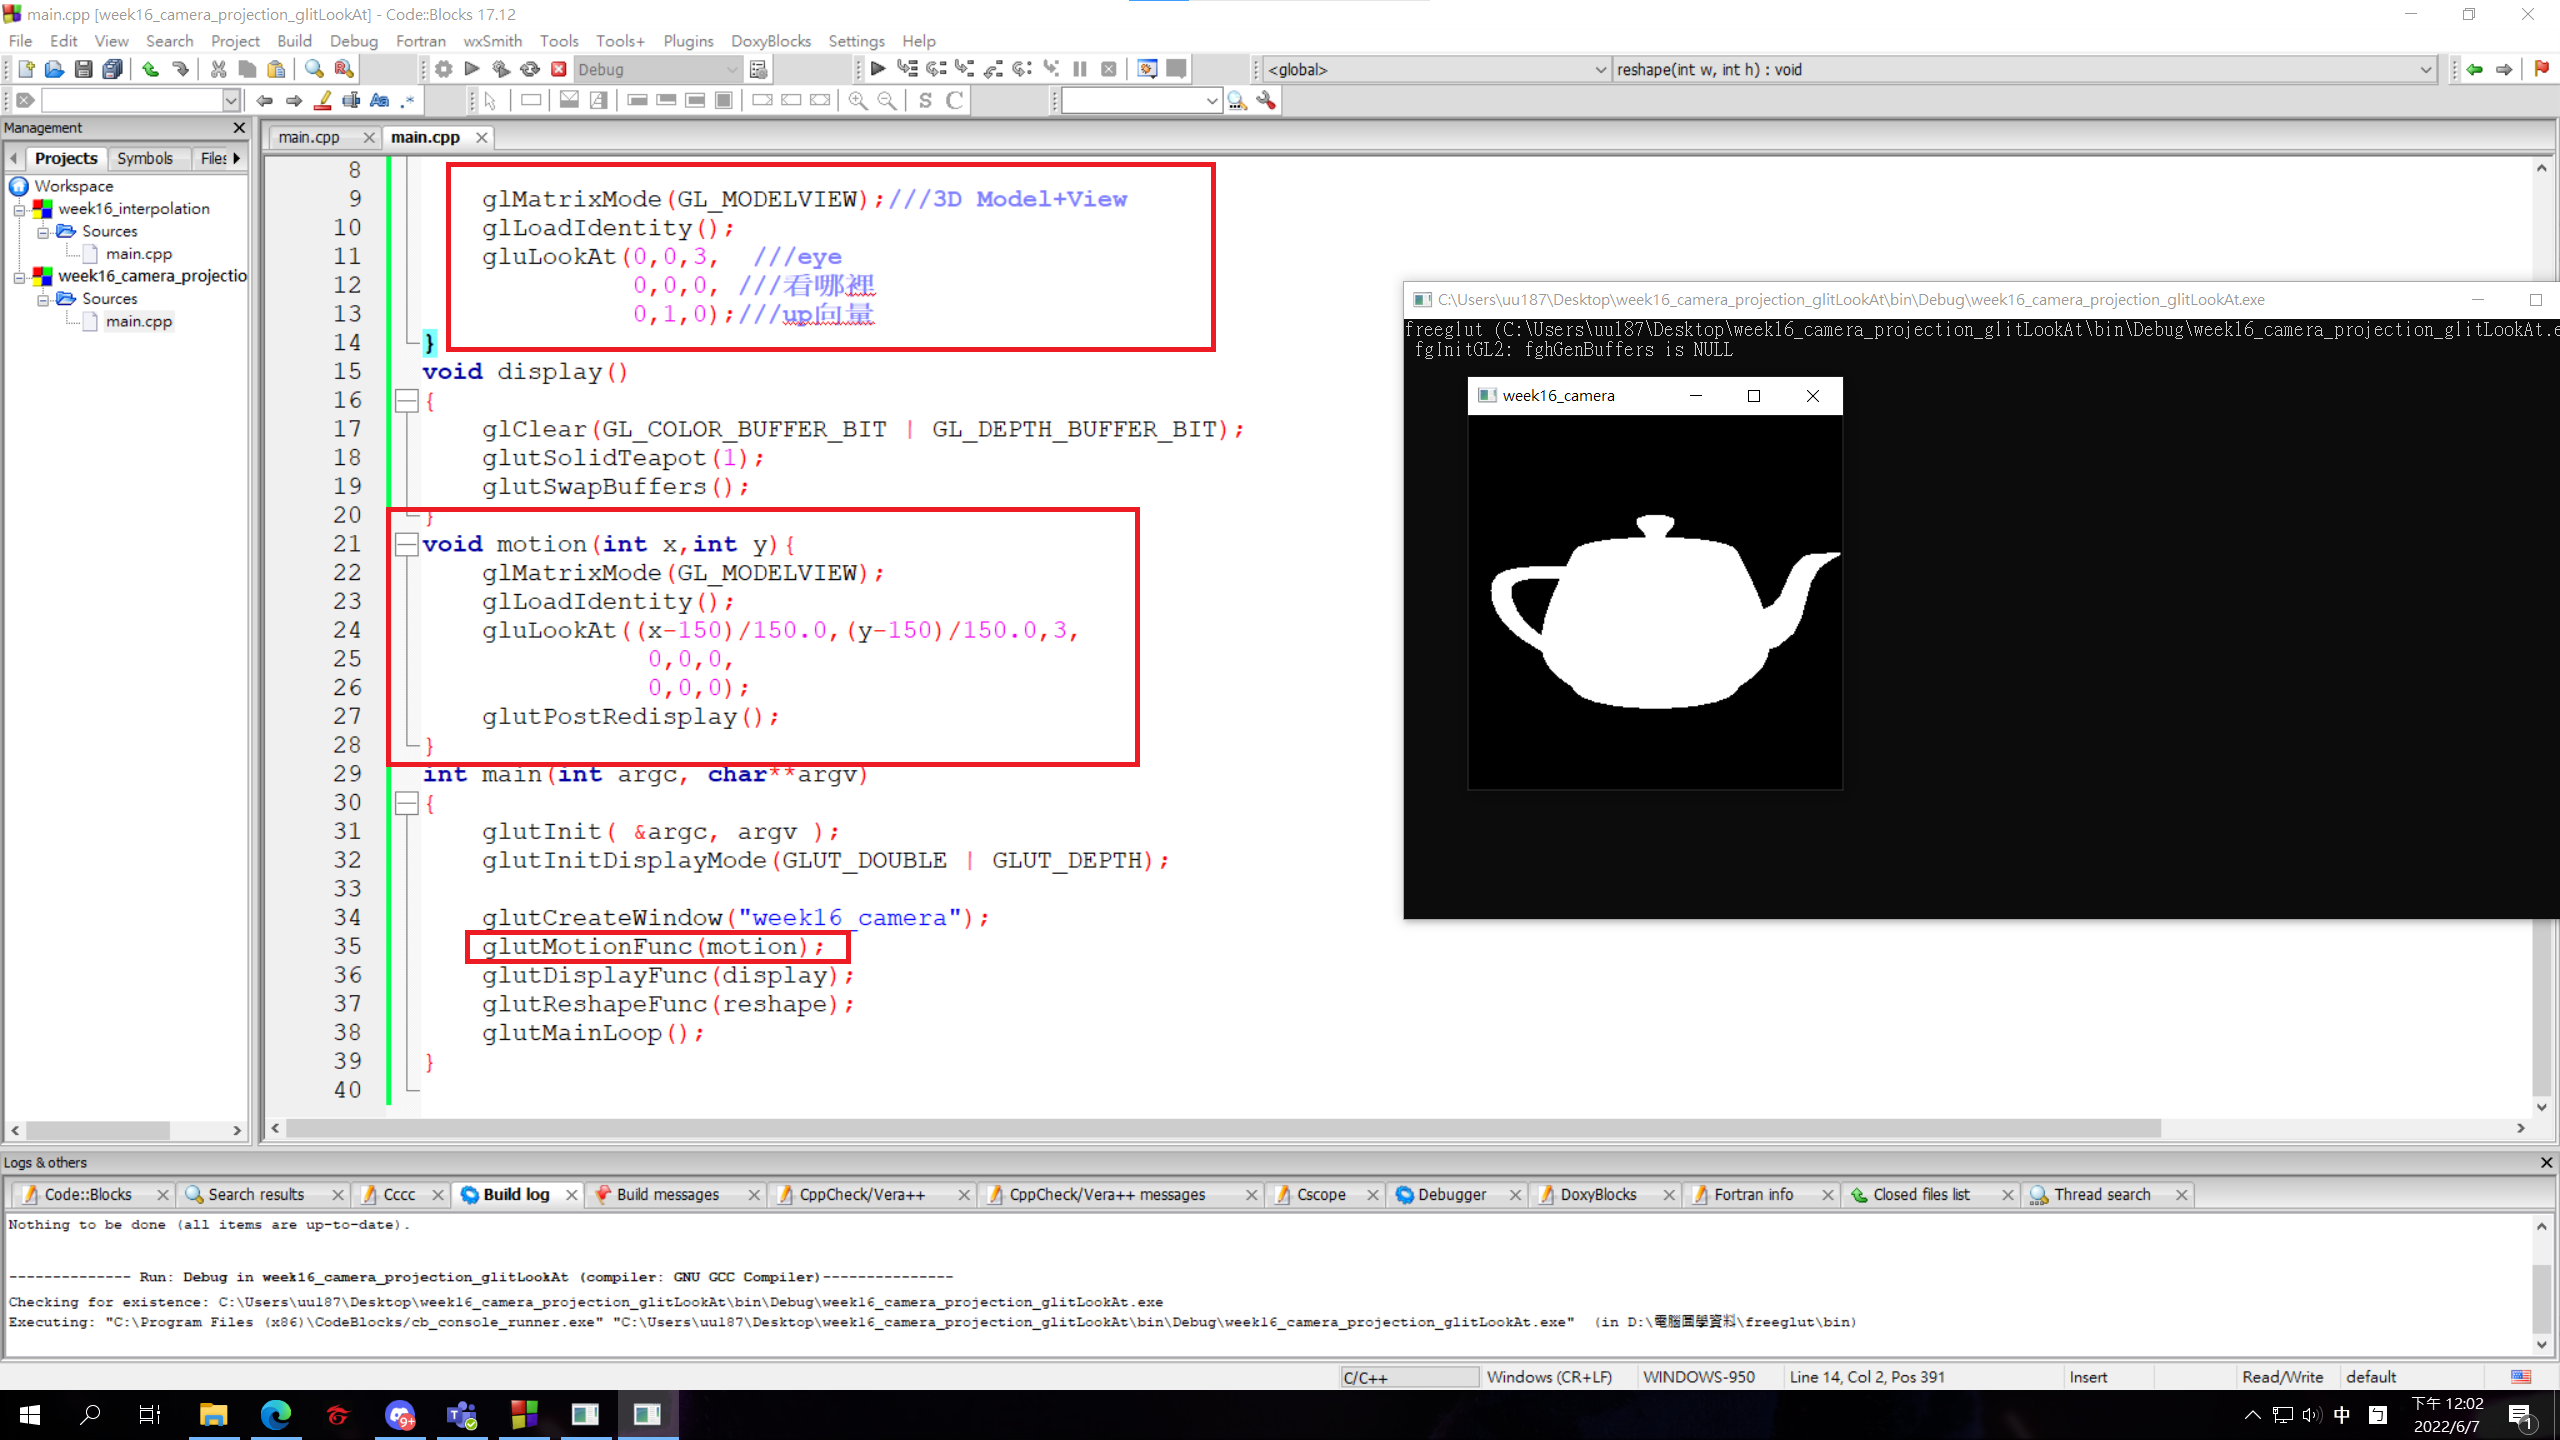 main.cpp [week16_camera_projection_glitLookAt] - Code::Blocks 17.12
File Edit View Search Project Build Debug Fortran wxSmith Tools Tools+ Plugins DoxyBlocks Settings Help
Debug
<global>
reshape(int w, int h) : void
S C
Management
Projects Symbols Files
Workspace
week16_interpolation
Sources
main.cpp
week16_camera_projectio
Sources
main.cpp
main.cpp main.cpp
8
9 glMatrixMode(GL_MODELVIEW);///3D Model+View
10 glLoadIdentity();
11 gluLookAt(0,0,3, ///eye
12 0,0,0, ///看哪裡
13 0,1,0);///up向量
14 }
15 void display()
16 {
17 glClear(GL_COLOR_BUFFER_BIT | GL_DEPTH_BUFFER_BIT);
18 glutSolidTeapot(1);
19 glutSwapBuffers();
20 }
21 void motion(int x,int y){
22 glMatrixMode(GL_MODELVIEW);
23 glLoadIdentity();
24 gluLookAt((x-150)/150.0,(y-150)/150.0,3,
25 0,0,0,
26 0,0,0);
27 glutPostRedisplay();
28 }
29 int main(int argc, char**argv)
30 {
31 glutInit( &argc, argv );
32 glutInitDisplayMode(GLUT_DOUBLE | GLUT_DEPTH);
33
34 glutCreateWindow("week16_camera");
35 glutMotionFunc(motion);
36 glutDisplayFunc(display);
37 glutReshapeFunc(reshape);
38 glutMainLoop();
39 }
40
C:\Users\uu187\Desktop\week16_camera_projection_glitLookAt\bin\Debug\week16_camera_projection_glitLookAt.exe
freeglut (C:\Users\uu187\Desktop\week16_camera_projection_glitLookAt\bin\Debug\week16_camera_projection_glitLookAt.e
fgInitGL2: fghGenBuffers is NULL
week16_camera
Logs & others
Code::Blocks Search results Cccc Build log Build messages CppCheck/Vera++ CppCheck/Vera++ messages Cscope Debugger DoxyBlocks Fortran info Closed files list Thread search
Nothing to be done (all items are up-to-date).
-------------- Run: Debug in week16_camera_projection_glitLookAt (compiler: GNU GCC Compiler)---------------
Checking for existence: C:\Users\uu187\Desktop\week16_camera_projection_glitLookAt\bin\Debug\week16_camera_projection_glitLookAt.exe
Executing: "C:\Program Files (x86)\CodeBlocks/cb_console_runner.exe" "C:\Users\uu187\Desktop\week16_camera_projection_glitLookAt\bin\Debug\week16_camera_projection_glitLookAt.exe" (in D:\電腦圖學資料\freeglut\bin)
C/C++ Windows (CR+LF) WINDOWS-950 Line 14, Col 2, Pos 391 Insert Read/Write default
9+
中 ㄅ
下午 12:02
2022/6/7
1